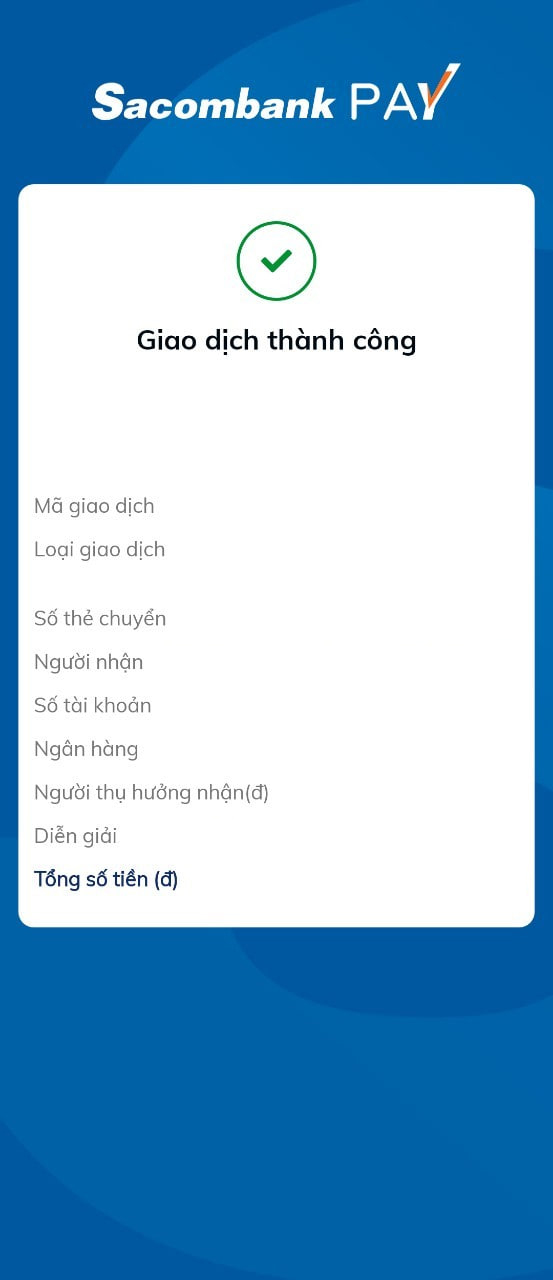 Sacombank PAY
Giao dịch thành công
Mã giao dịch
Loại giao dịch
Số thẻ chuyển
Người nhận
Số tài khoản
Ngân hàng
Người thụ hưởng nhận(đ)
Diễn giải
Tổng số tiền (đ)